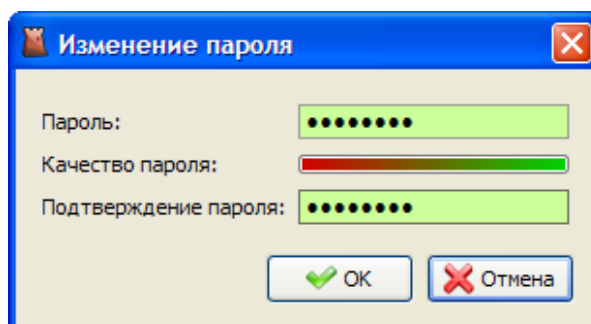 Изменение пароля
Пароль: ●●●●●●●●
Качество пароля:
Подтверждение пароля: ●●●●●●●●
OK Отмена